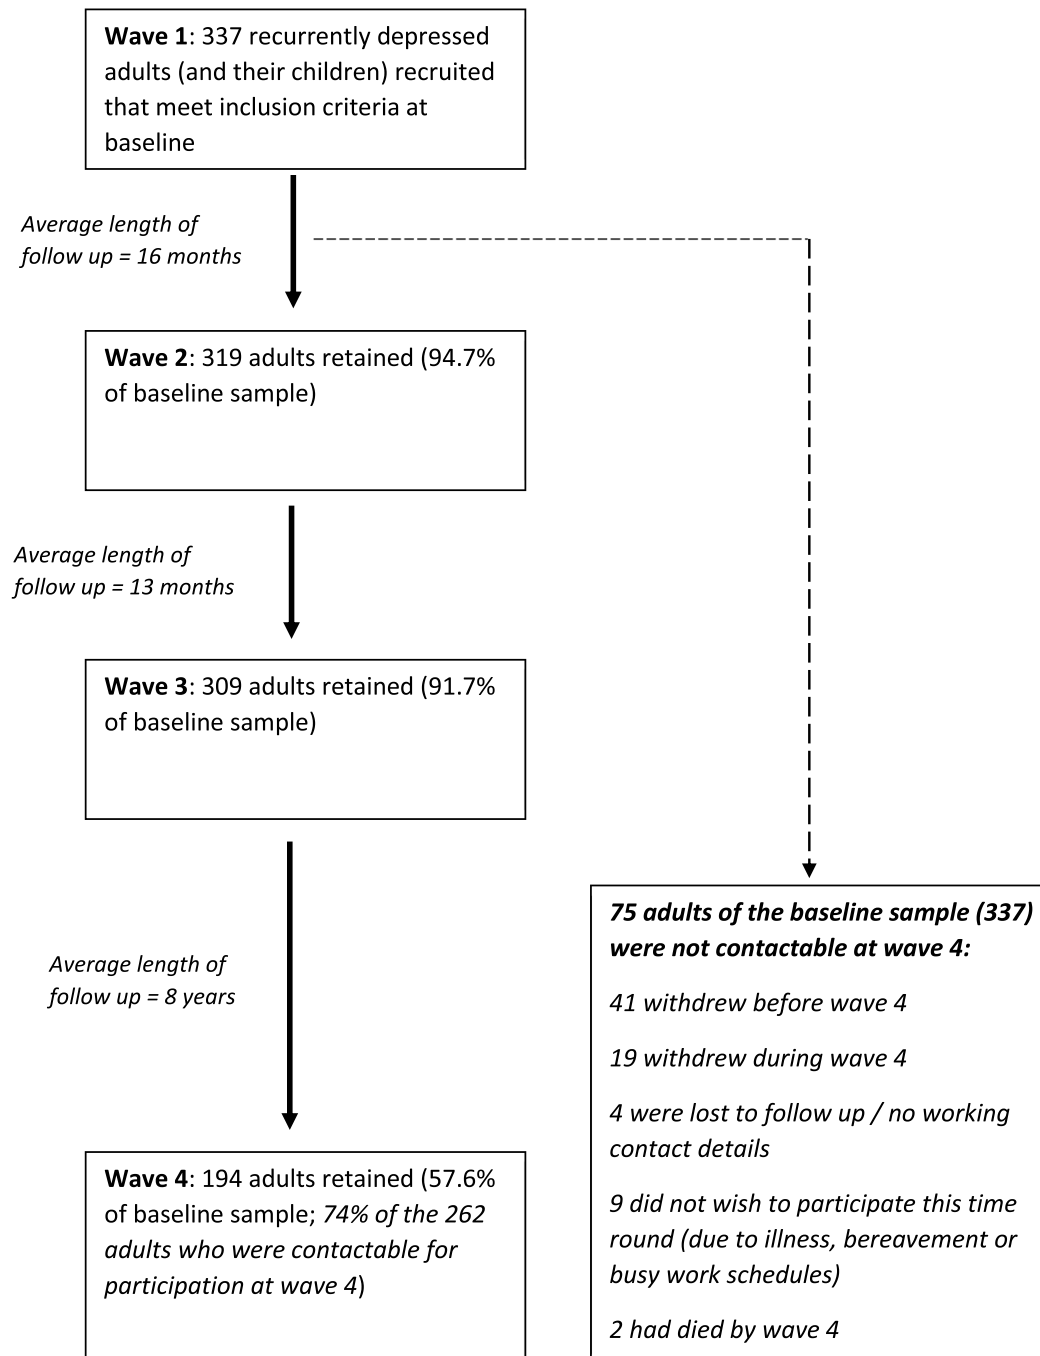 Wave 1: 337 recurrently depressed
adults (and their children) recruited
that meet inclusion criteria at
baseline
Average length of
follow up = 16 months
Wave 2: 319 adults retained (94.7%
of baseline sample)
Average length of
follow up = 13 months
Wave 3: 309 adults retained (91.7%
of baseline sample)
Average length of
follow up = 8 years
Wave 4: 194 adults retained (57.6%
of baseline sample; 74% of the 262
adults who were contactable for
participation at wave 4)
75 adults of the baseline sample (337)
were not contactable at wave 4:
41 withdrew before wave 4
19 withdrew during wave 4
4 were lost to follow up / no working
contact details
9 did not wish to participate this time
round (due to illness, bereavement or
busy work schedules)
2 had died by wave 4